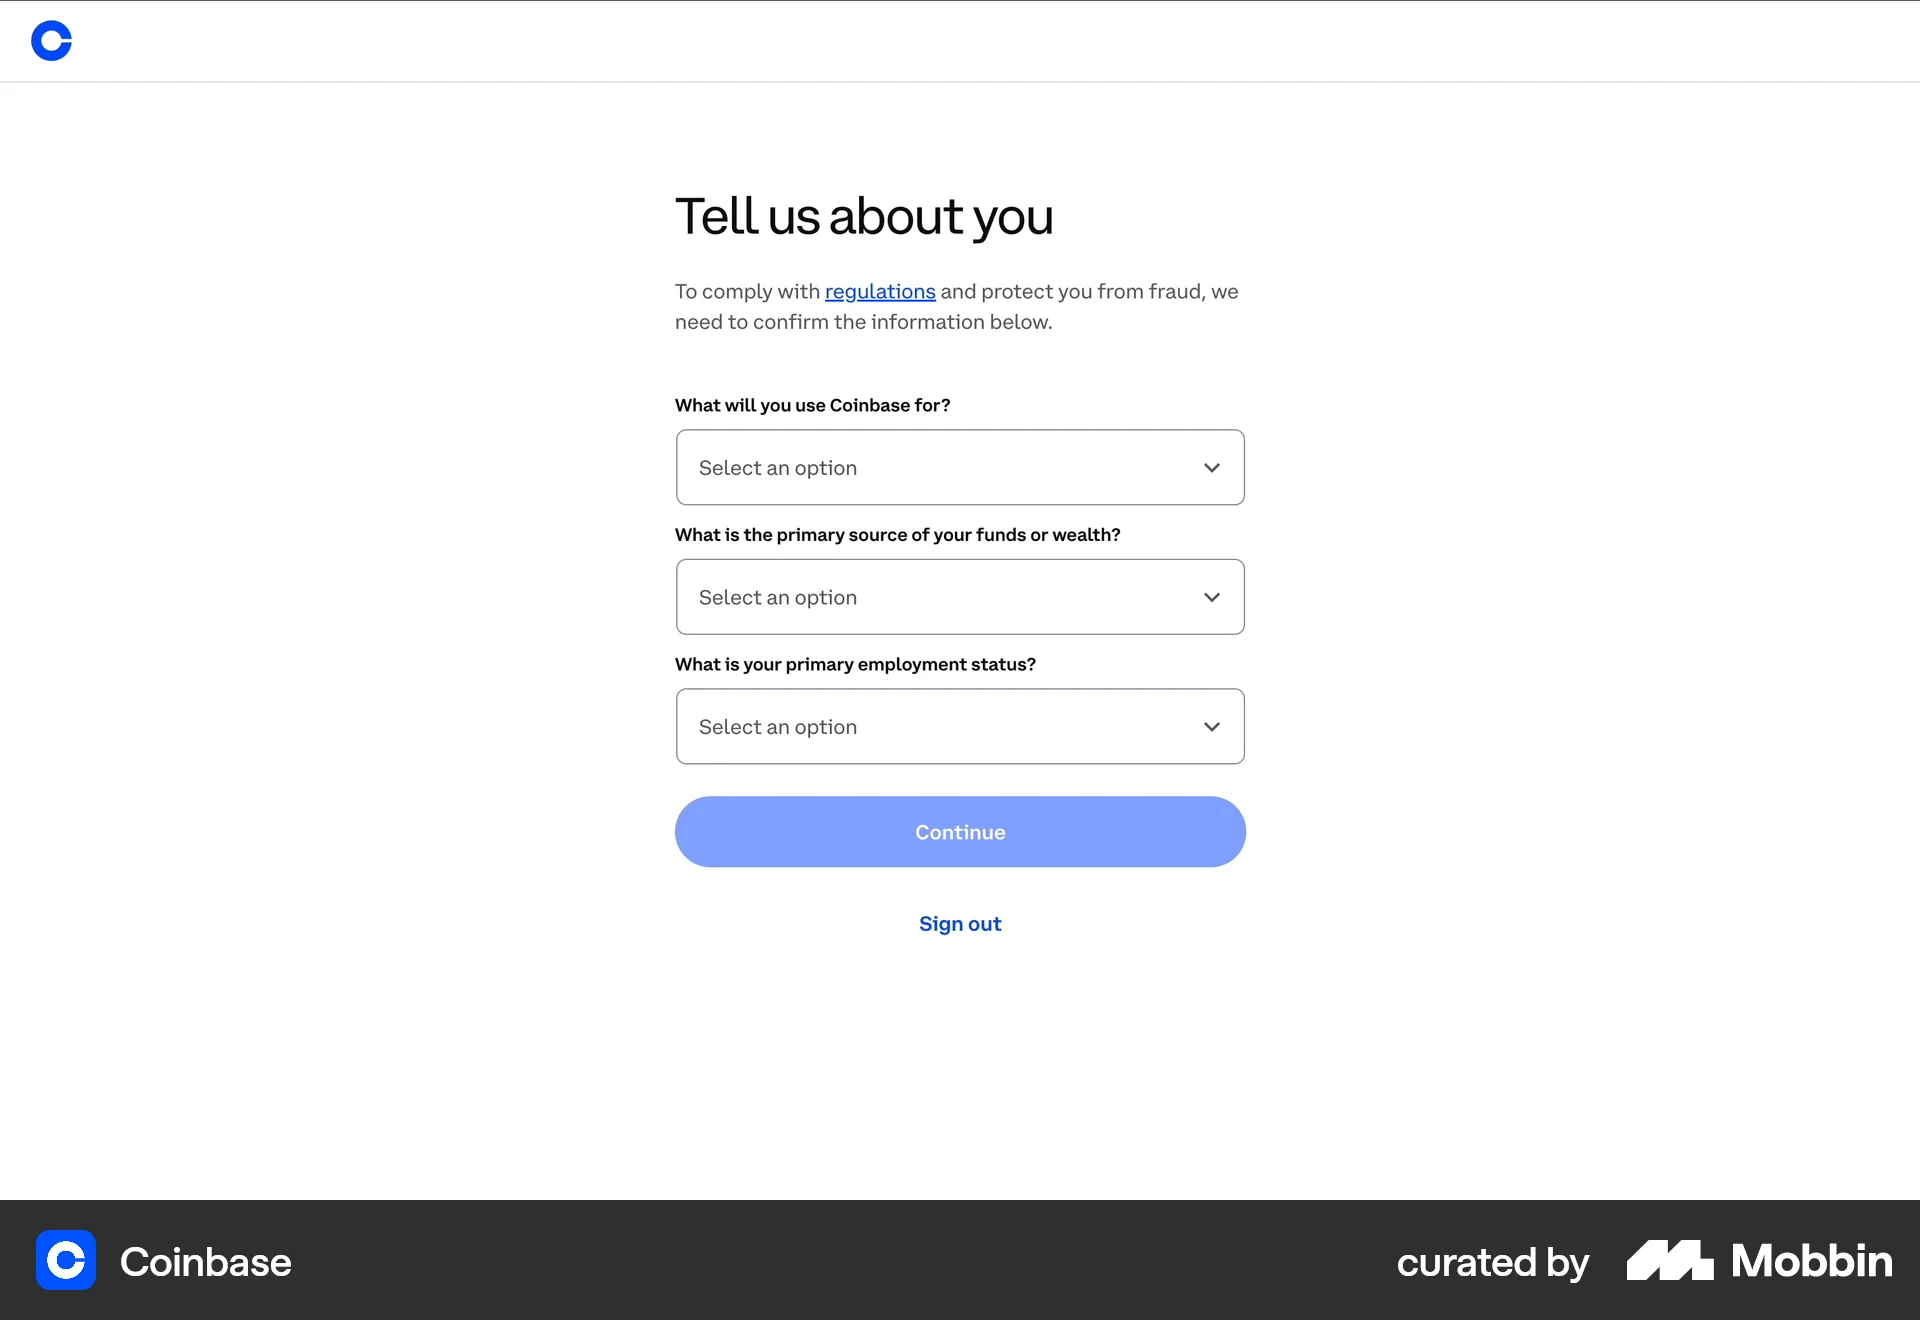 Tell us about you
To comply with regulations and protect you from fraud, we
need to confirm the information below.
What will you use Coinbase for?
Select an option
What is the primary source of your funds or wealth?
Select an option
What is your primary employment status?
Select an option
Continue
Sign out
Coinbase
curated by Mobbin